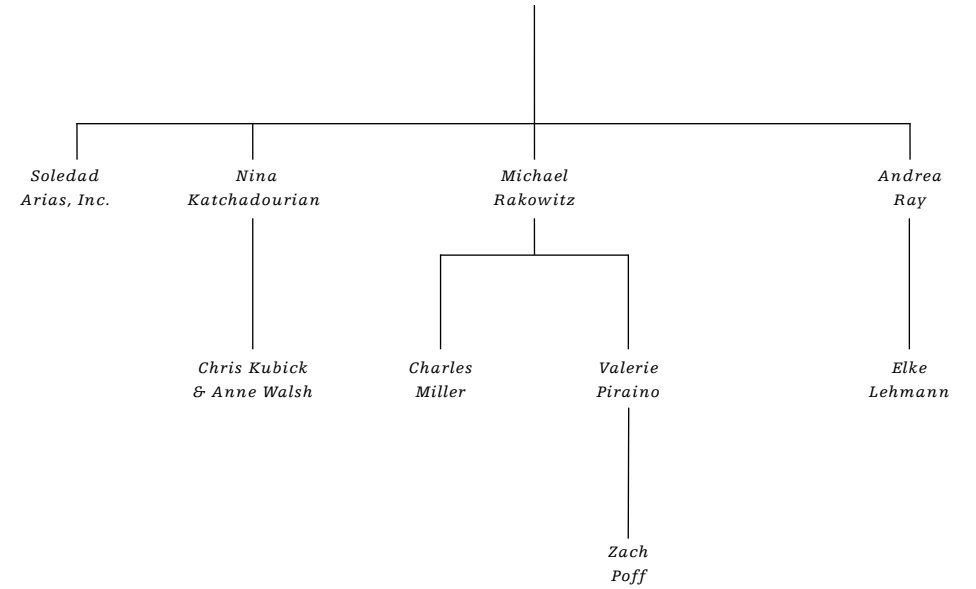 Soledad
Arias, Inc.
Nina
Katchadourian
Michael
Rakowitz
Andrea
Ray
Chris Kubick
& Anne Walsh
Charles
Miller
Valerie
Piraino
Elke
Lehmann
Zach
Poff